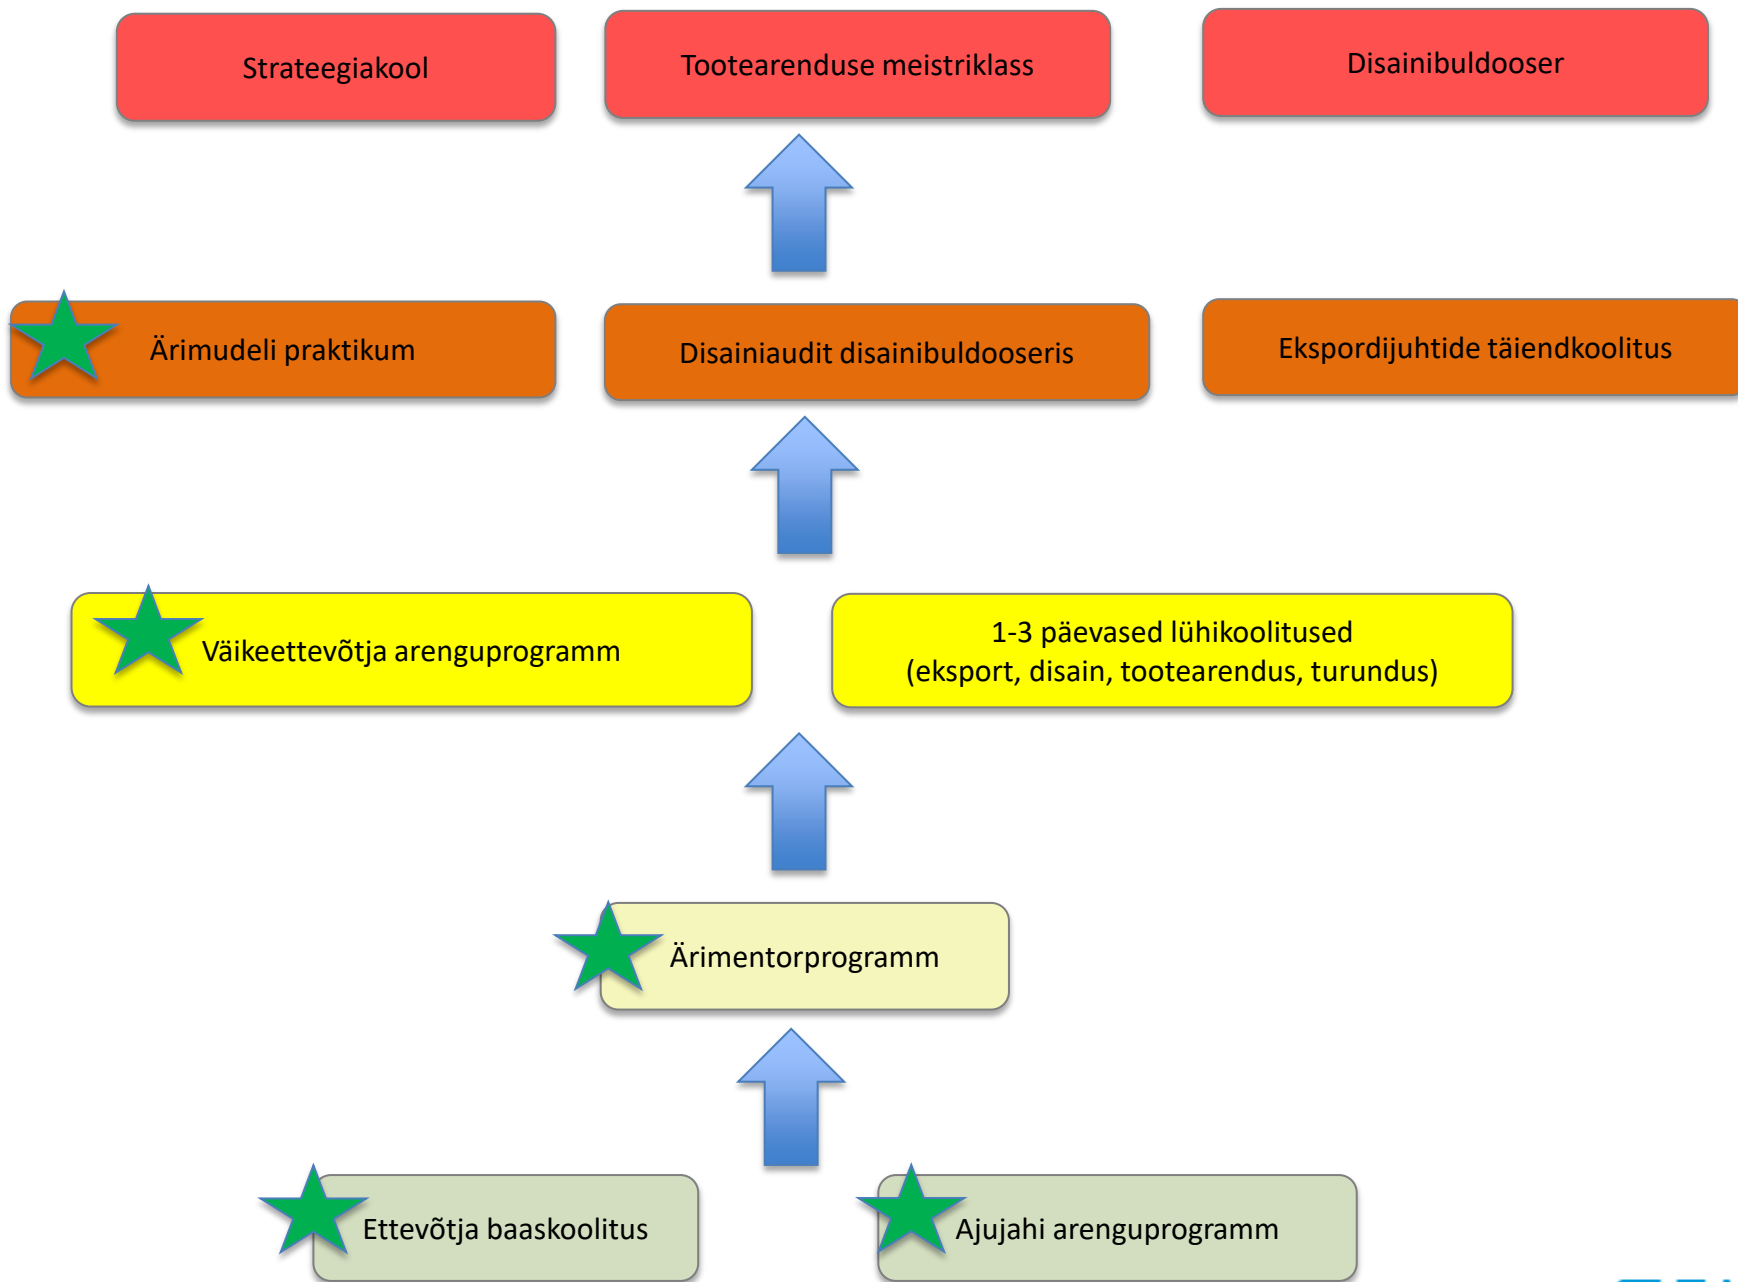 Strateegiakool
Tootearenduse meistriklass
Disainibuldooser
Ärimudeli praktikum
Disainiaudit disainibuldooseris
Ekspordijuhtide täiendkoolitus
Väikeettevõtja arenguprogramm
1-3 päevased lühikoolitused
(eksport, disain, tootearendus, turundus)
Ärimentorprogramm
Ettevõtja baaskoolitus
Ajujahi arenguprogramm